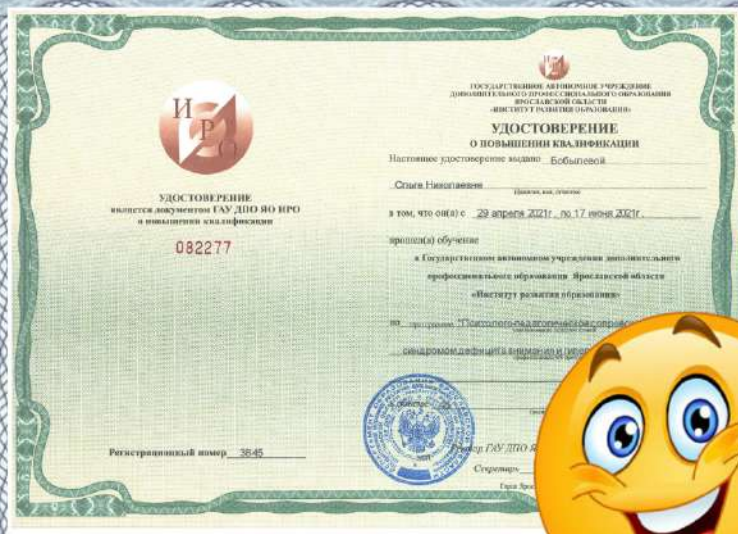 ИРО
УДОСТОВЕРЕНИЕ
является документом ГАУ ДПО ЯО ИРО
о повышении квалификации
082277
Регистрационный номер 3845
ГОСУДАРСТВЕННОЕ АВТОНОМНОЕ УЧРЕЖДЕНИЕ
ДОПОЛНИТЕЛЬНОГО ПРОФЕССИОНАЛЬНОГО ОБРАЗОВАНИЯ
ЯРОСЛАВСКОЙ ОБЛАСТИ
«ИНСТИТУТ РАЗВИТИЯ ОБРАЗОВАНИЯ»
УДОСТОВЕРЕНИЕ
О ПОВЫШЕНИИ КВАЛИФИКАЦИИ
Настоящее удостоверение выдано Бобылевой
Ольге Николаевне
в том, что он(а) с 29 апреля 2021г. по 17 июня 2021г.
прошел(а) обучение
в Государственном автономном учреждении дополнительного
профессионального образования Ярославской области
«Институт развития образования»
по программе "Психолого-педагогическое
синдромом дефицита внимания и
ГАУ ДПО
Секретарь